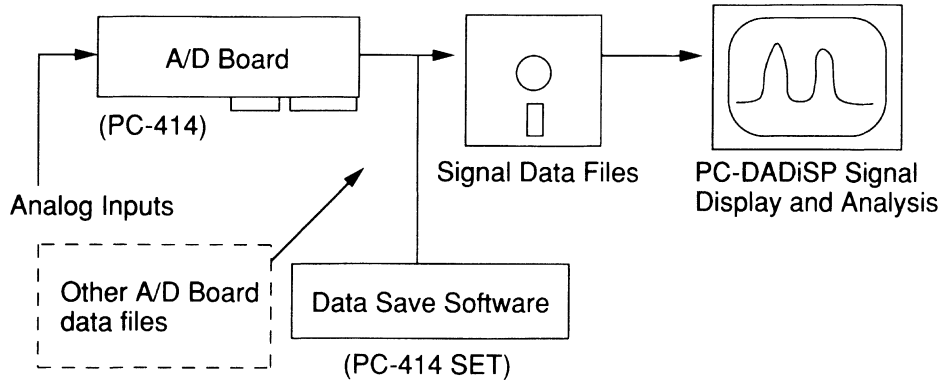 A/D Board
(PC-414)
Analog Inputs
Signal Data Files
PC-DADiSP Signal
Display and Analysis
Other A/D Board
data files
Data Save Software
(PC-414 SET)